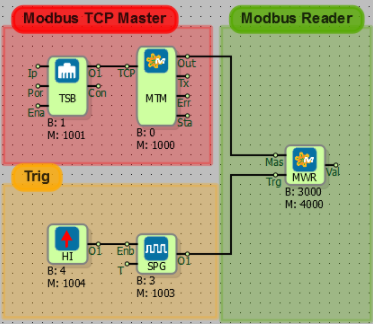 Modbus TCP Master
Modbus Reader
Ip
Por
Ena
O1
Con
TSB
B: 1
M: 1001
TCP
Out
Tx
Err
Sta
MTM
B: 0
M: 1000
Mas
Trg
Val
MWR
B: 3000
M: 4000
Trig
HI
O1
B: 4
M: 1004
Enb
T
O1
SPG
B: 3
M: 1003